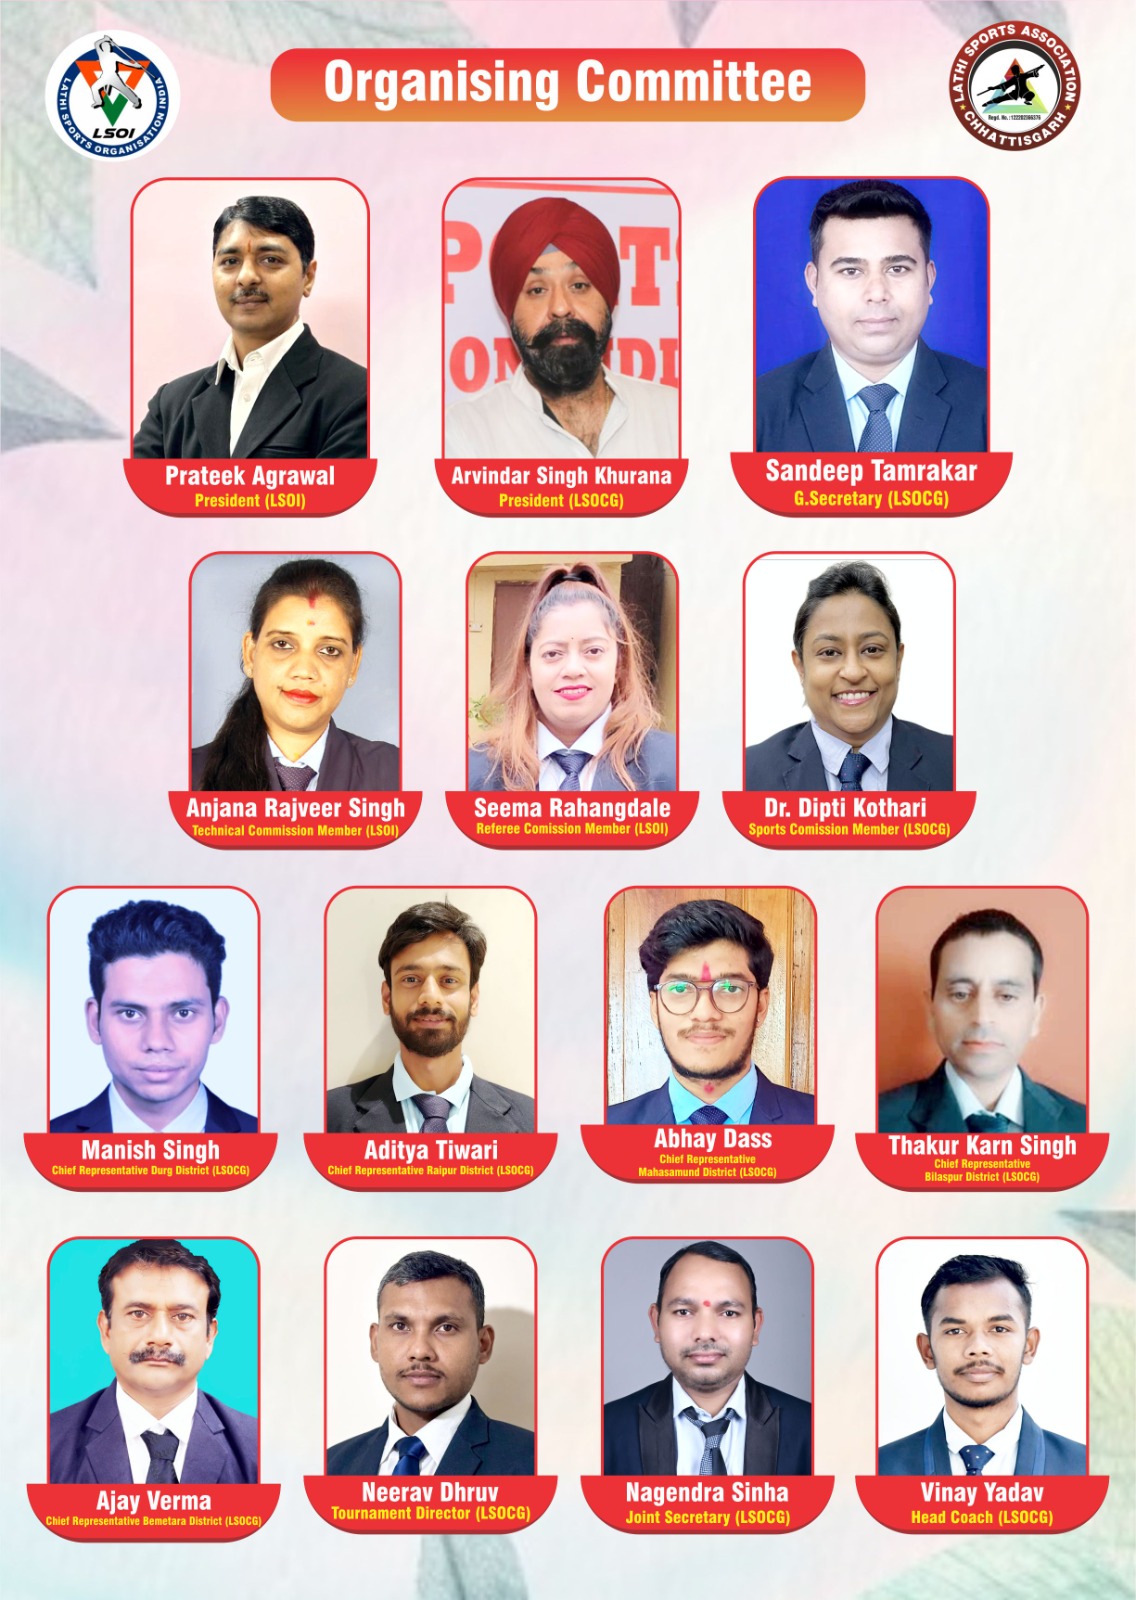 LATHI SPORTS ORGANISATION INDIA
LSOI
Organising Committee
LATHI SPORTS ASSOCIATION
CHHATTISGARH
Regd. No. :122202366376
Prateek Agrawal
President (LSOI)
Arvindar Singh Khurana
President (LSOCG)
Sandeep Tamrakar
G.Secretary (LSOCG)
Anjana Rajveer Singh
Technical Commission Member (LSOI)
Seema Rahangdale
Referee Comission Member (LSOI)
Dr. Dipti Kothari
Sports Comission Member (LSOCG)
Manish Singh
Chief Representative Durg District (LSOCG)
Aditya Tiwari
Chief Representative Raipur District (LSOCG)
Abhay Dass
Chief Representative
Mahasamund District (LSOCG)
Thakur Karn Singh
Chief Representative
Bilaspur District (LSOCG)
Ajay Verma
Chief Representative Bemetara District (LSOCG)
Neerav Dhruv
Tournament Director (LSOCG)
Nagendra Sinha
Joint Secretary (LSOCG)
Vinay Yadav
Head Coach (LSOCG)